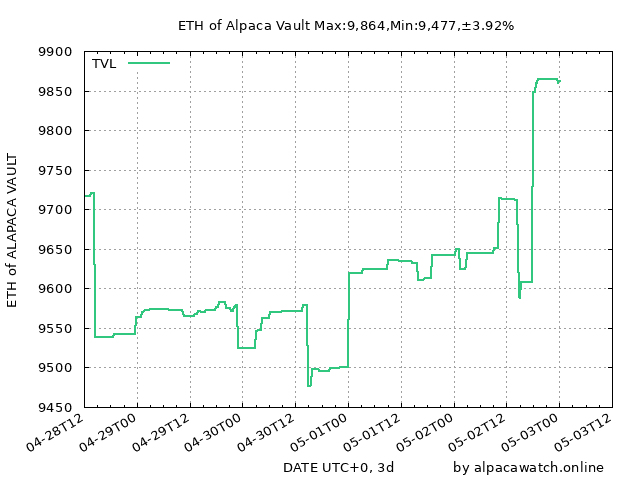 ETH of Alpaca Vault Max:9,864,Min:9,477,±3.92%
TVL
ETH of ALAPACA VAULT
9900
9850
9800
9750
9700
9650
9600
9550
9500
9450
04-28T12
04-29T00
04-29T12
04-30T00
04-30T12
05-01T00
05-01T12
05-02T00
05-02T12
05-03T00
05-03T12
DATE UTC+0, 3d
by alpacawatch.online